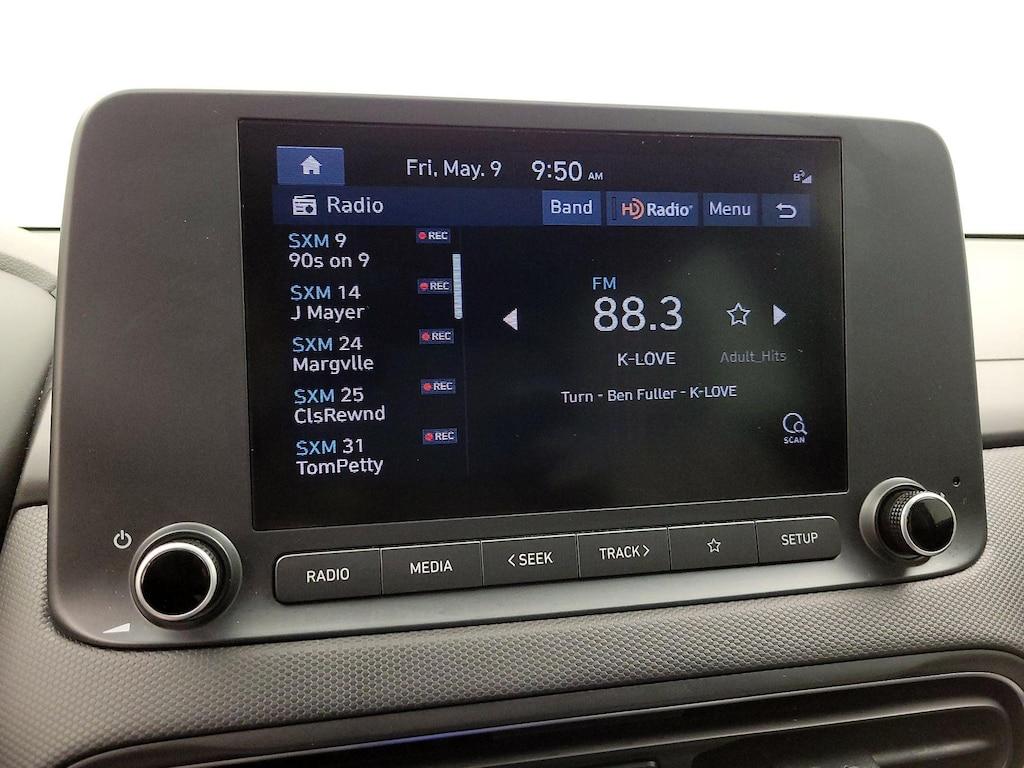 Fri, May. 9 9:50 AM
Radio Band HD Radio Menu
SXM 9 REC
90s on 9
SXM 14 REC
J Mayer
SXM 24 REC
Margvlle
SXM 25 REC
ClsRewnd
SXM 31 REC
TomPetty
FM
88.3
K-LOVE Adult_Hits
Turn - Ben Fuller - K-LOVE
SCAN
RADIO MEDIA < SEEK TRACK > SETUP